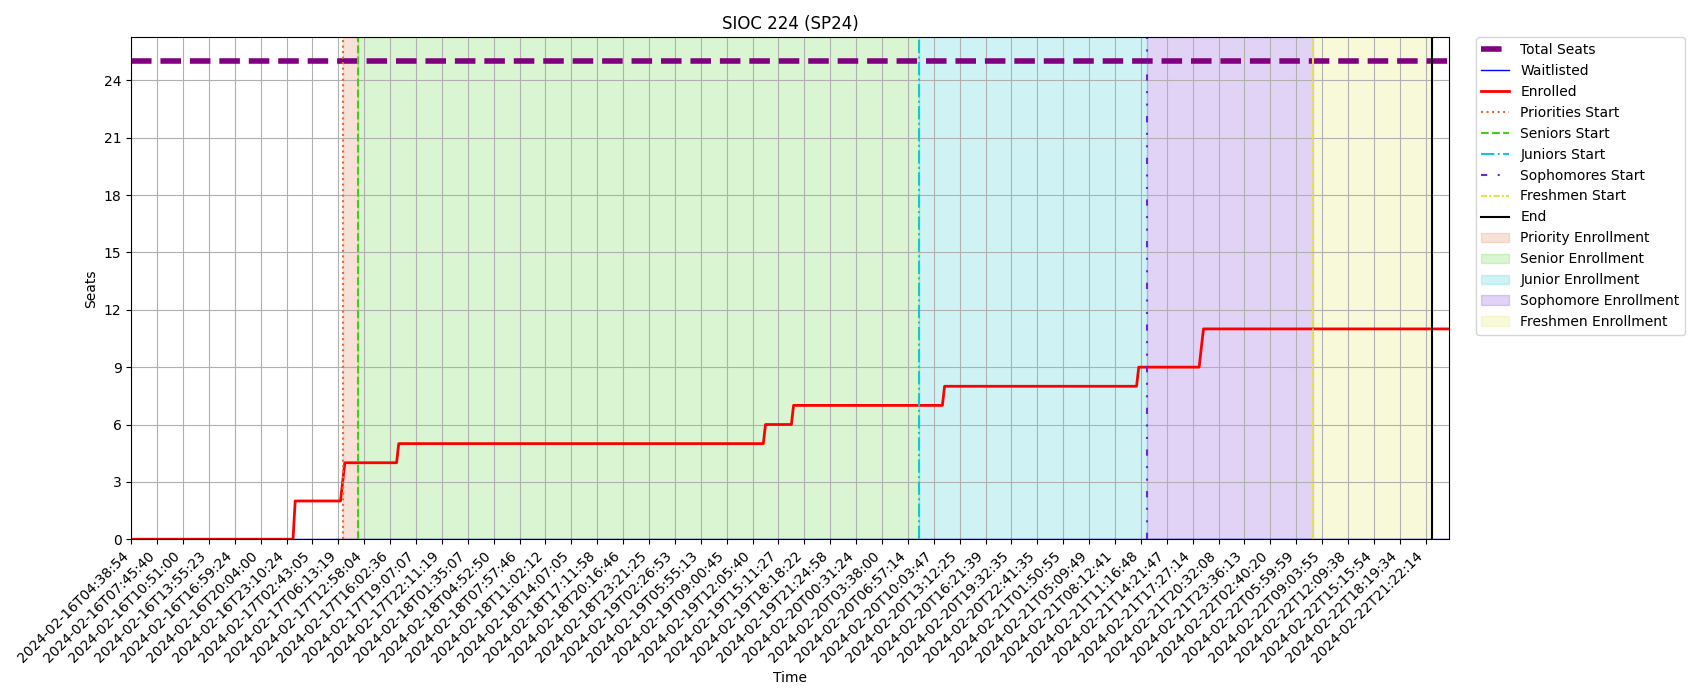 SIOC 224 (SP24)
Seats
24
21
18
15
12
9
6
3
0
2024-02-16T04:38:54
2024-02-16T07:45:40
2024-02-16T10:51:00
2024-02-16T13:55:23
2024-02-16T16:59:24
2024-02-16T20:04:00
2024-02-16T23:10:24
2024-02-17T02:43:05
2024-02-17T06:13:19
2024-02-17T12:58:04
2024-02-17T16:02:36
2024-02-17T19:07:07
2024-02-17T22:11:19
2024-02-18T01:35:07
2024-02-18T04:52:50
2024-02-18T07:57:46
2024-02-18T11:02:12
2024-02-18T14:07:05
2024-02-18T17:11:58
2024-02-18T20:16:46
2024-02-18T23:21:25
2024-02-19T02:26:53
2024-02-19T05:55:13
2024-02-19T09:00:45
2024-02-19T12:05:40
2024-02-19T15:11:27
2024-02-19T18:18:22
2024-02-19T21:24:58
2024-02-20T00:31:24
2024-02-20T03:38:00
2024-02-20T06:57:14
2024-02-20T10:03:47
2024-02-20T13:12:25
2024-02-20T16:21:39
2024-02-20T19:32:35
2024-02-20T22:41:35
2024-02-21T01:50:55
2024-02-21T05:09:49
2024-02-21T08:12:41
2024-02-21T11:16:48
2024-02-21T14:21:47
2024-02-21T17:27:14
2024-02-21T20:32:08
2024-02-21T23:36:13
2024-02-22T02:40:20
2024-02-22T05:59:59
2024-02-22T09:03:55
2024-02-22T12:09:38
2024-02-22T15:15:54
2024-02-22T18:19:34
2024-02-22T21:22:14
Time
Total Seats
Waitlisted
Enrolled
Priorities Start
Seniors Start
Juniors Start
Sophomores Start
Freshmen Start
End
Priority Enrollment
Senior Enrollment
Junior Enrollment
Sophomore Enrollment
Freshmen Enrollment